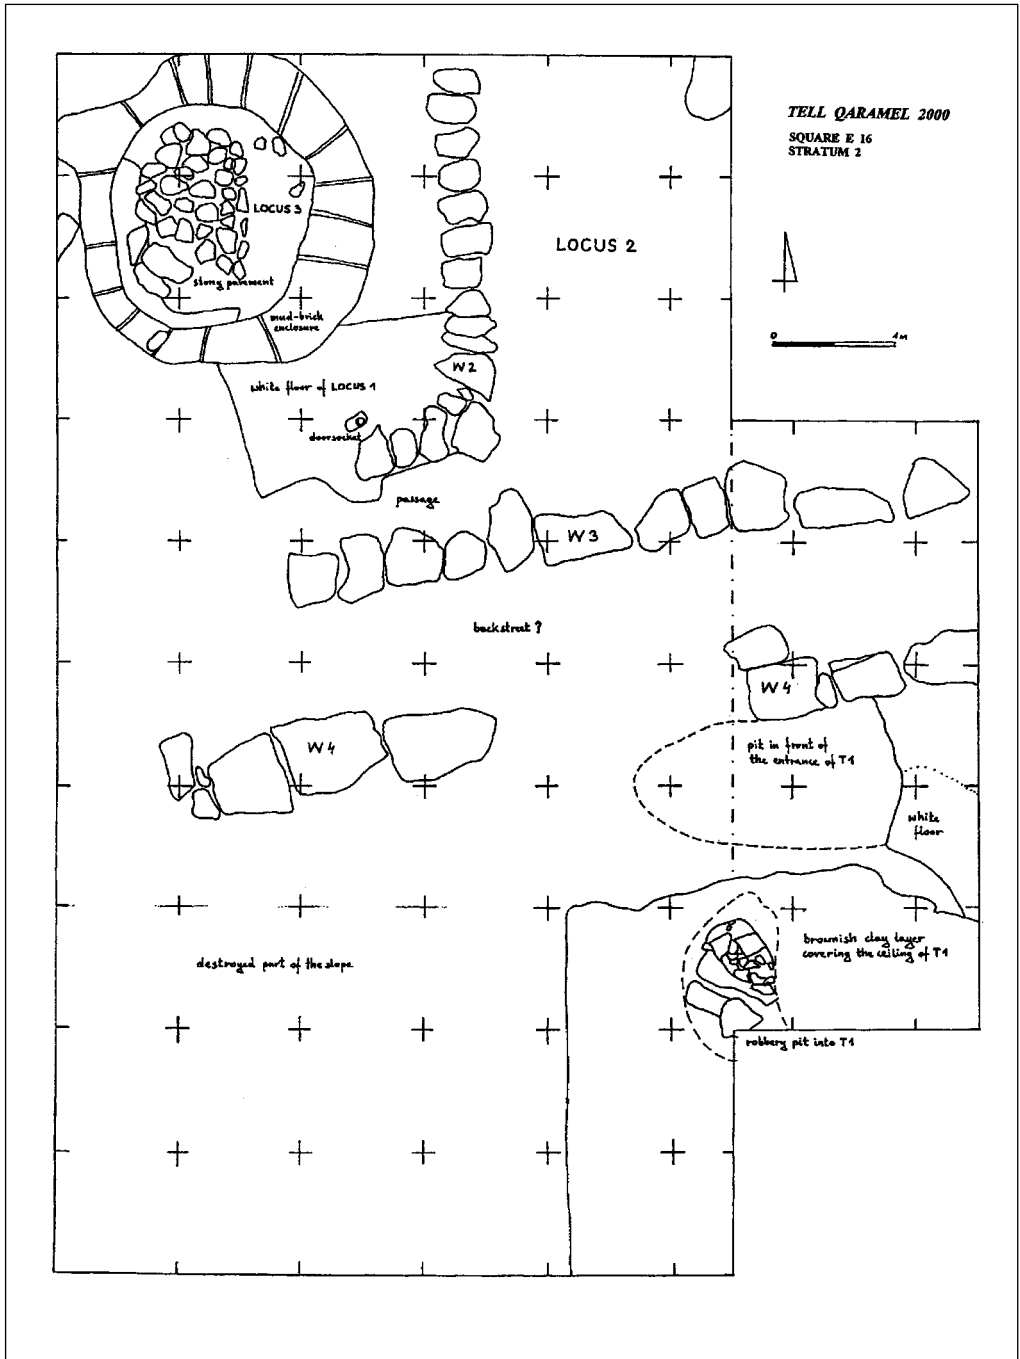 TELL QARAMEL 2000
SQUARE E 16
STRATUM 2
LOCUS 3
LOCUS 2
stony pavement
mud-brick
enclosure
0 1M
W2
white floor of LOCUS 1
doorsocket
passage
W3
backstreet?
W4
W4
pit in front of
the entrance of T1
white
floor
brownish clay layer
covering the ceiling of T1
destroyed part of the slope
robbery pit into T1